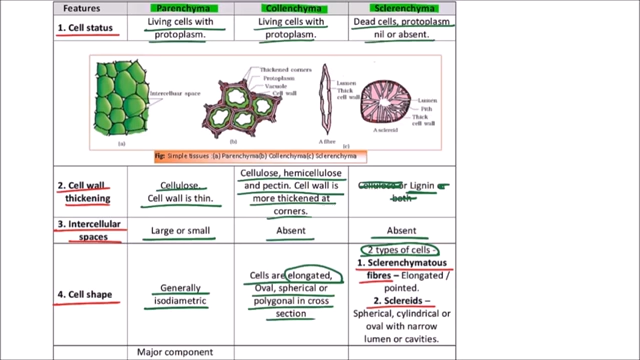 Features Parenchyma Collenchyma Sclerenchyma
1. Cell status
Living cells with
protoplasm.
Living cells with
protoplasm.
Dead cells, protoplasm
nil or absent.
Intercelluar space
(a)
Thickened corners
Protoplasm
Vacuole
Cell wall
(b)
Lumen
Thick
cell wall
A fibre
(c)
Lumen
Pith
Thick
cell wall
A sclereid
Fig: Simple tissues :(a) Parenchyma(b) Collenchyma(c) Sclerenchyma
2. Cell wall
thickening
Cellulose.
Cell wall is thin.
Cellulose, hemicellulose
and pectin. Cell wall is
more thickened at
corners.
Cellulose or Lignin or
both
3. Intercellular
spaces
Large or small
Absent
Absent
4. Cell shape
Generally
isodiametric
Cells are elongated,
Oval, spherical or
polygonal in cross
section
2 types of cells -
1. Sclerenchymatous
fibres – Elongated /
pointed.
2. Sclereids –
Spherical, cylindrical or
oval with narrow
lumen or cavities.
Major component